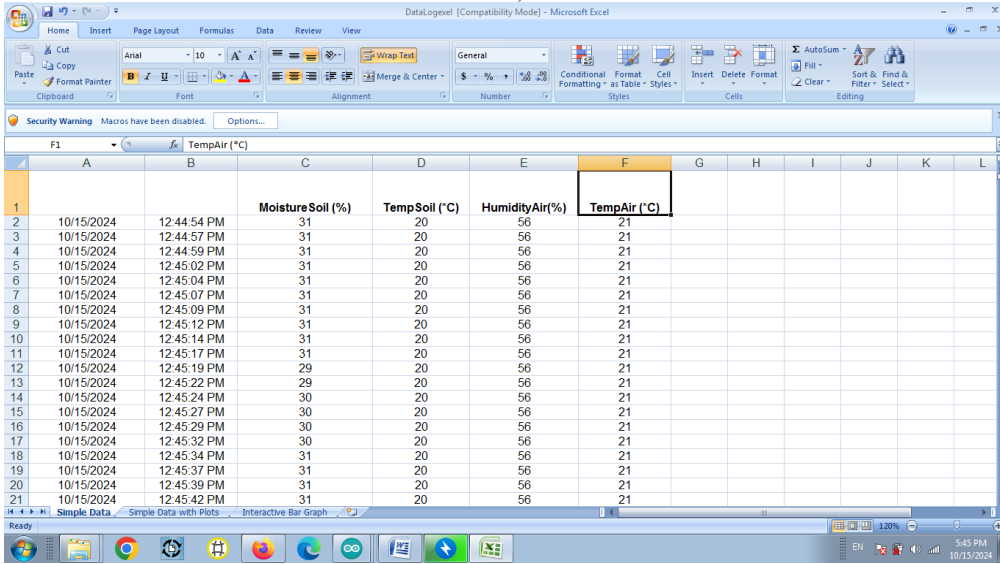 DataLogexel [Compatibility Mode] - Microsoft Excel
Home Insert Page Layout Formulas Data Review View
Cut
Copy
Format Painter
Paste
Clipboard
Arial 10 A A
B I U A
Font
Wrap Text
Merge & Center
Alignment
General
$ % , .0 .00 .00 .0
Number
Conditional Formatting Format as Table Cell Styles
Styles
Insert Delete Format
Cells
Σ AutoSum
Fill
Clear
Sort & Filter Find & Select
Editing
Security Warning Macros have been disabled. Options...
F1 fx TempAir (*C)
A B C D E F G H I J K L
1 MoistureSoil (%) TempSoil (*C) HumidityAir(%) TempAir (*C)
2 10/15/2024 12:44:54 PM 31 20 56 21
3 10/15/2024 12:44:57 PM 31 20 56 21
4 10/15/2024 12:44:59 PM 31 20 56 21
5 10/15/2024 12:45:02 PM 31 20 56 21
6 10/15/2024 12:45:04 PM 31 20 56 21
7 10/15/2024 12:45:07 PM 31 20 56 21
8 10/15/2024 12:45:09 PM 31 20 56 21
9 10/15/2024 12:45:12 PM 31 20 56 21
10 10/15/2024 12:45:14 PM 31 20 56 21
11 10/15/2024 12:45:17 PM 31 20 56 21
12 10/15/2024 12:45:19 PM 29 20 56 21
13 10/15/2024 12:45:22 PM 29 20 56 21
14 10/15/2024 12:45:24 PM 30 20 56 21
15 10/15/2024 12:45:27 PM 30 20 56 21
16 10/15/2024 12:45:29 PM 30 20 56 21
17 10/15/2024 12:45:32 PM 30 20 56 21
18 10/15/2024 12:45:34 PM 31 20 56 21
19 10/15/2024 12:45:37 PM 31 20 56 21
20 10/15/2024 12:45:39 PM 31 20 56 21
21 10/15/2024 12:45:42 PM 31 20 56 21
Simple Data Simple Data with Plots Interactive Bar Graph
Ready 120%
EN 5:45 PM
10/15/2024